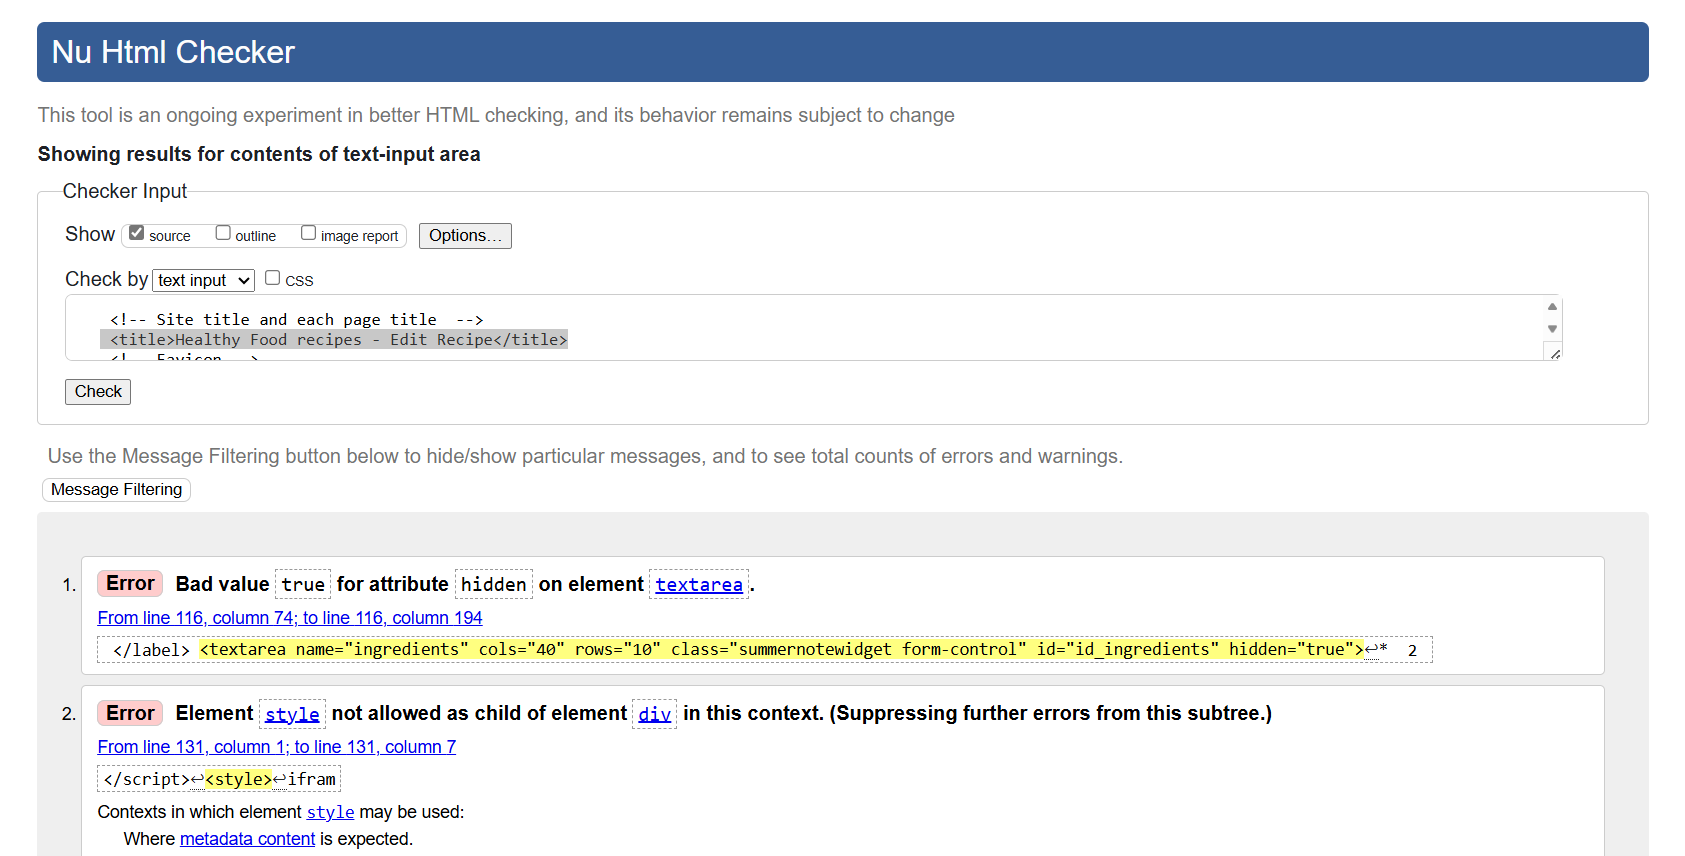 Nu Html Checker
This tool is an ongoing experiment in better HTML checking, and its behavior remains subject to change
Showing results for contents of text-input area
Checker Input
Show source outline image report Options...
Check by text input CSS
<!-- Site title and each page title  -->
<title>Healthy Food recipes - Edit Recipe</title>
<!-- Favicon -->
Check
Use the Message Filtering button below to hide/show particular messages, and to see total counts of errors and warnings.
Message Filtering
1. Error Bad value true for attribute hidden on element textarea.
From line 116, column 74; to line 116, column 194
</label> <textarea name="ingredients" cols="40" rows="10" class="summernotewidget form-control" id="id_ingredients" hidden="true">↩*  2
2. Error Element style not allowed as child of element div in this context. (Suppressing further errors from this subtree.)
From line 131, column 1; to line 131, column 7
</script>↩<style>↩ifram
Contexts in which element style may be used:
Where metadata content is expected.